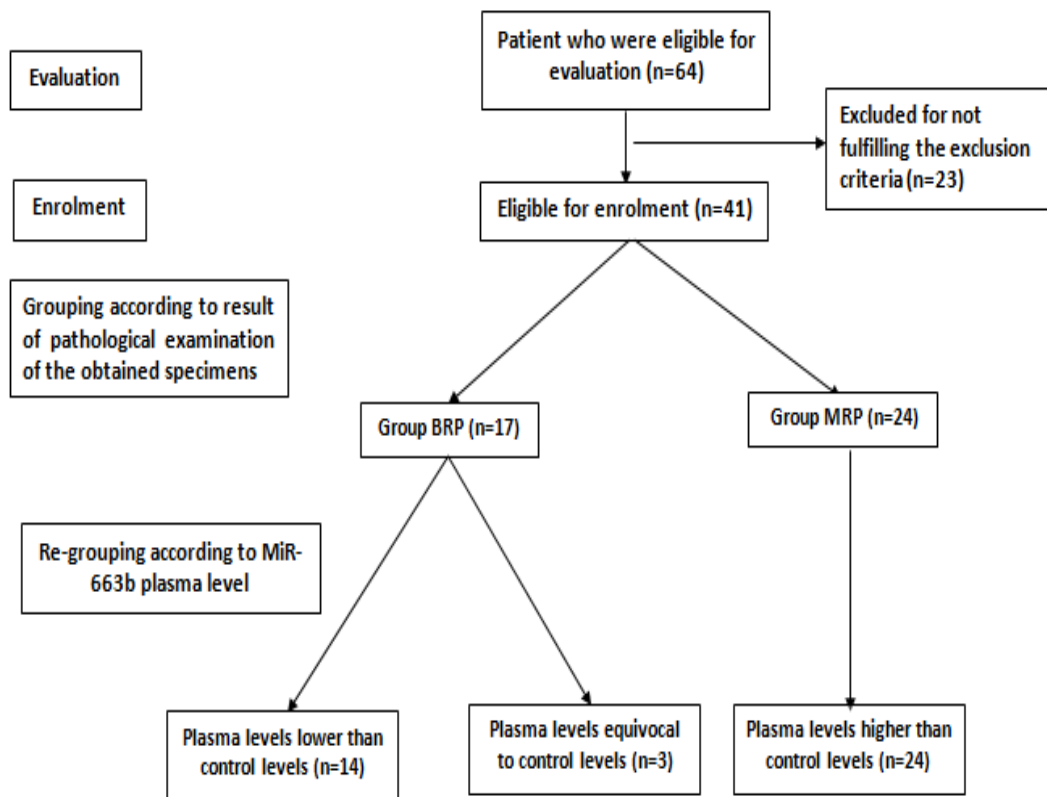 Patient who were eligible for
evaluation (n=64)
Evaluation
Excluded for not
fulfilling the exclusion
criteria (n=23)
Enrolment
Eligible for enrolment (n=41)
Grouping according to result
of pathological examination
of the obtained specimens
Group BRP (n=17)
Group MRP (n=24)
Re-grouping according to MiR-
663b plasma level
Plasma levels lower than
control levels (n=14)
Plasma levels equivocal
to control levels (n=3)
Plasma levels higher than
control levels (n=24)